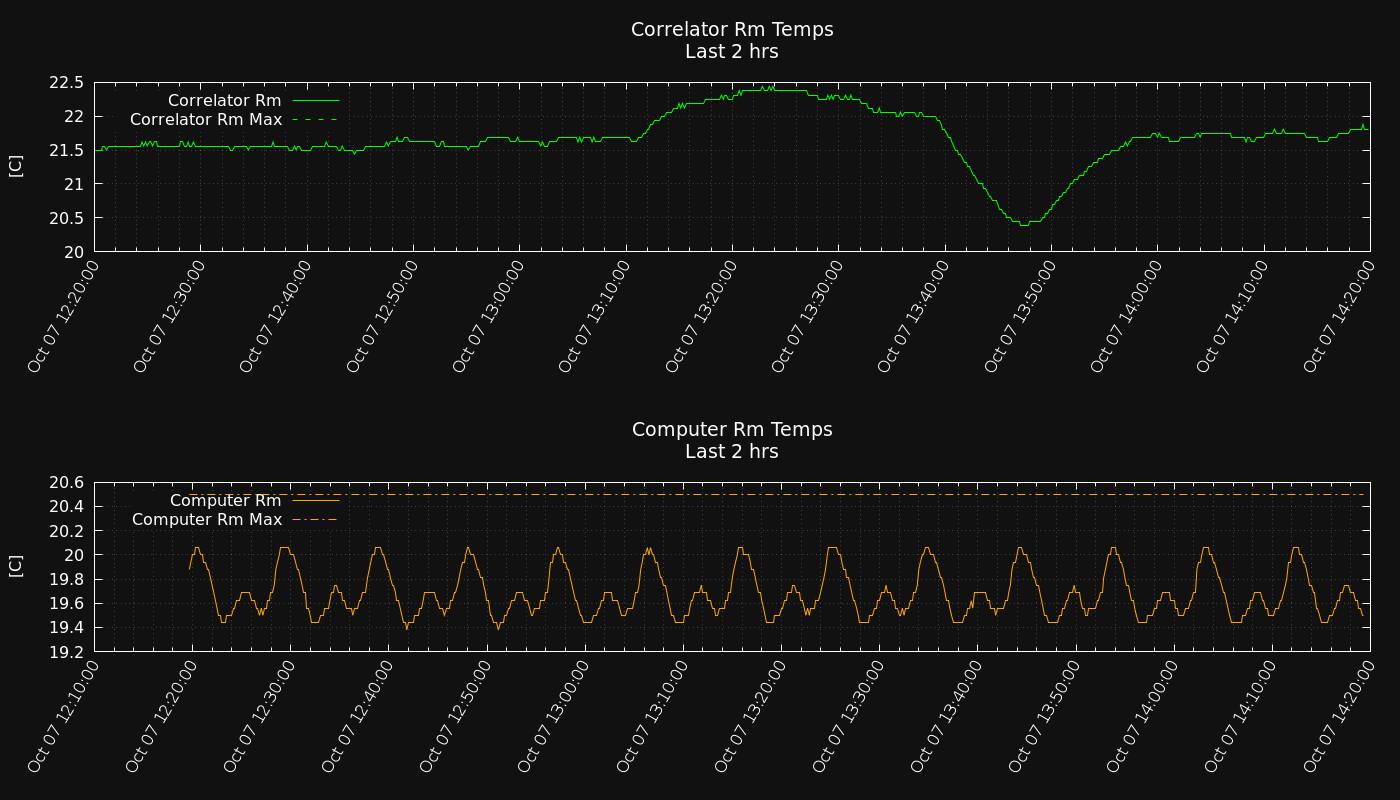 Correlator Rm Temps
Last 2 hrs
22.5
22
21.5
21
20.5
20
[C]
Correlator Rm
Correlator Rm Max
Oct 07 12:20:00
Oct 07 12:30:00
Oct 07 12:40:00
Oct 07 12:50:00
Oct 07 13:00:00
Oct 07 13:10:00
Oct 07 13:20:00
Oct 07 13:30:00
Oct 07 13:40:00
Oct 07 13:50:00
Oct 07 14:00:00
Oct 07 14:10:00
Oct 07 14:20:00
Computer Rm Temps
Last 2 hrs
20.6
20.4
20.2
20
19.8
19.6
19.4
19.2
[C]
Computer Rm
Computer Rm Max
Oct 07 12:10:00
Oct 07 12:20:00
Oct 07 12:30:00
Oct 07 12:40:00
Oct 07 12:50:00
Oct 07 13:00:00
Oct 07 13:10:00
Oct 07 13:20:00
Oct 07 13:30:00
Oct 07 13:40:00
Oct 07 13:50:00
Oct 07 14:00:00
Oct 07 14:10:00
Oct 07 14:20:00